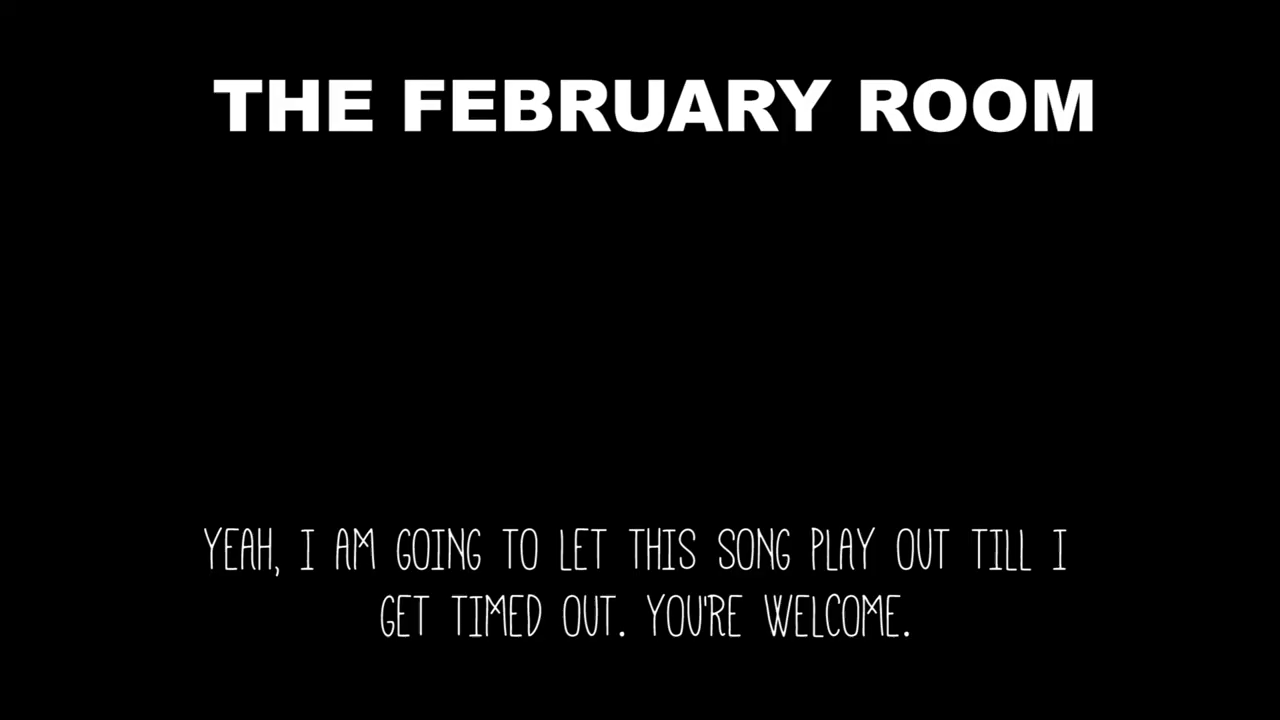 THE FEBRUARY ROOM
YEAH, I AM GOING TO LET THIS SONG PLAY OUT TILL I
GET TIMED OUT. YOU'RE WELCOME.